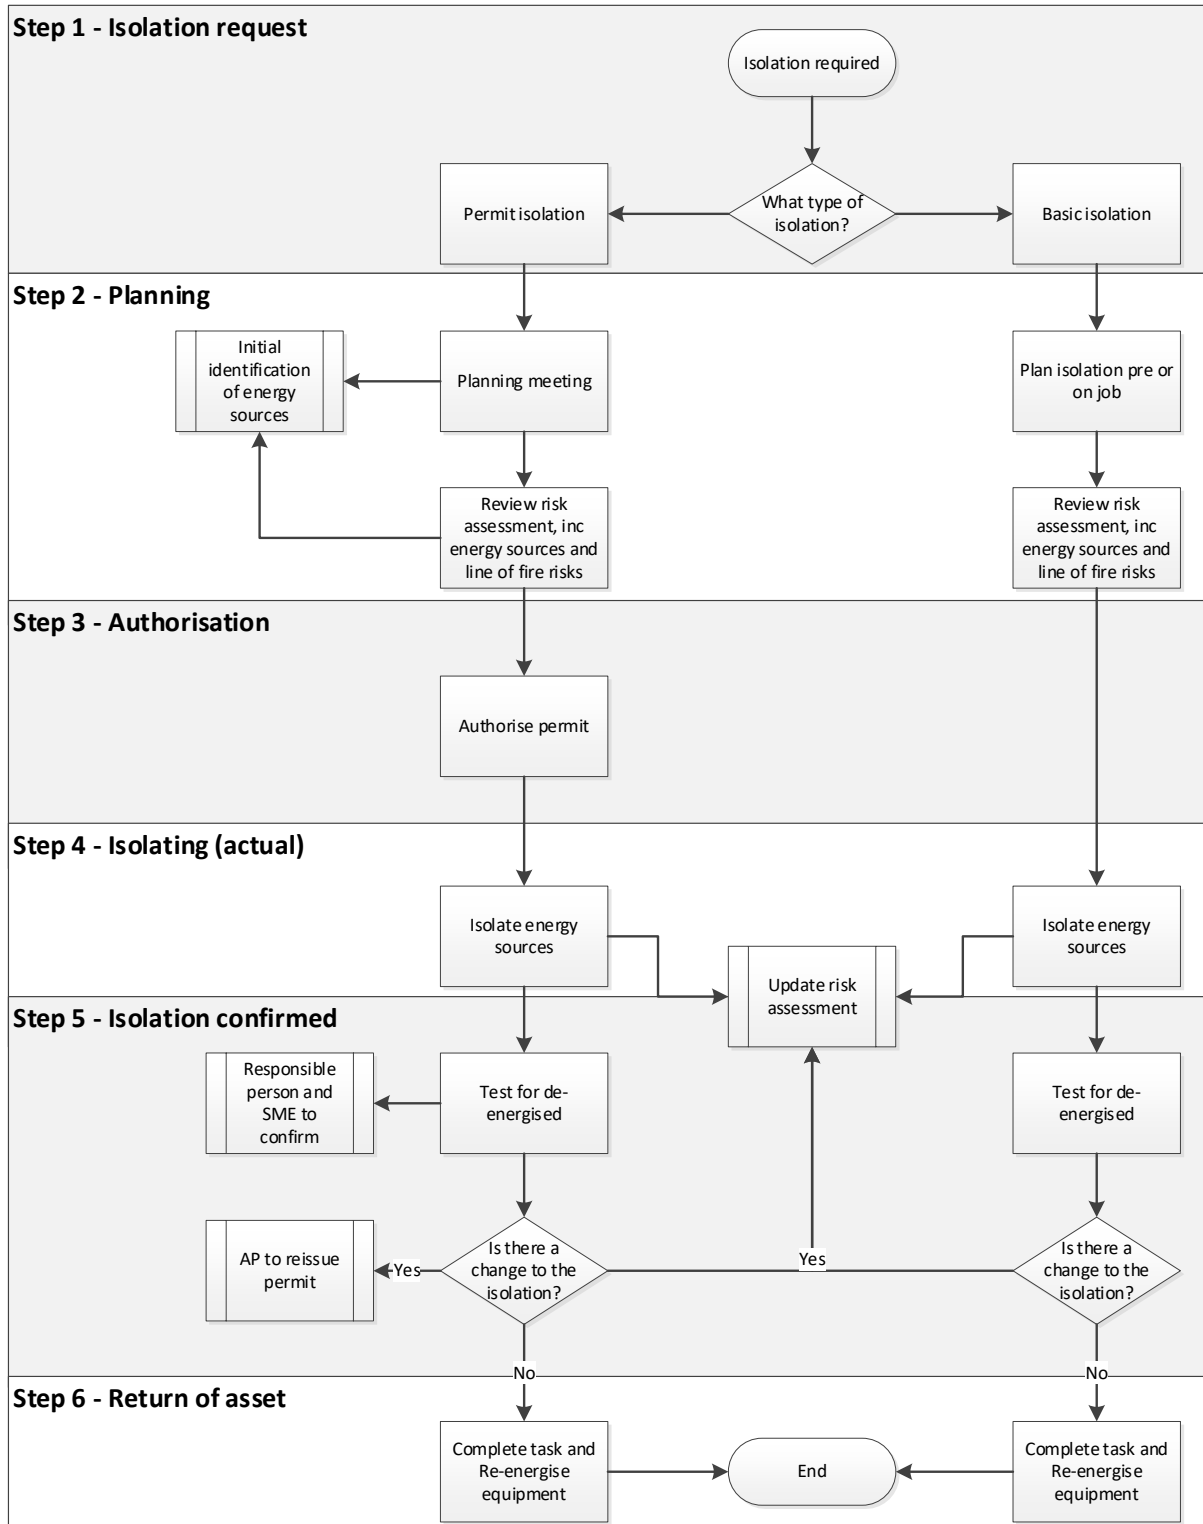 Step 1 - Isolation request
Isolation required
What type of
isolation?
Permit isolation
Basic isolation
Step 2 - Planning
Initial
identification
of energy
sources
Planning meeting
Plan isolation pre or
on job
Review risk
assessment, inc
energy sources and
line of fire risks
Review risk
assessment, inc
energy sources and
line of fire risks
Step 3 - Authorisation
Authorise permit
Step 4 - Isolating (actual)
Isolate energy
sources
Isolate energy
sources
Update risk
assessment
Step 5 - Isolation confirmed
Responsible
person and
SME to
confirm
Test for de-
energised
Test for de-
energised
AP to reissue
permit
Yes
Is there a
change to the
isolation?
Yes
Is there a
change to the
isolation?
No
No
Step 6 - Return of asset
Complete task and
Re-energise
equipment
End
Complete task and
Re-energise
equipment